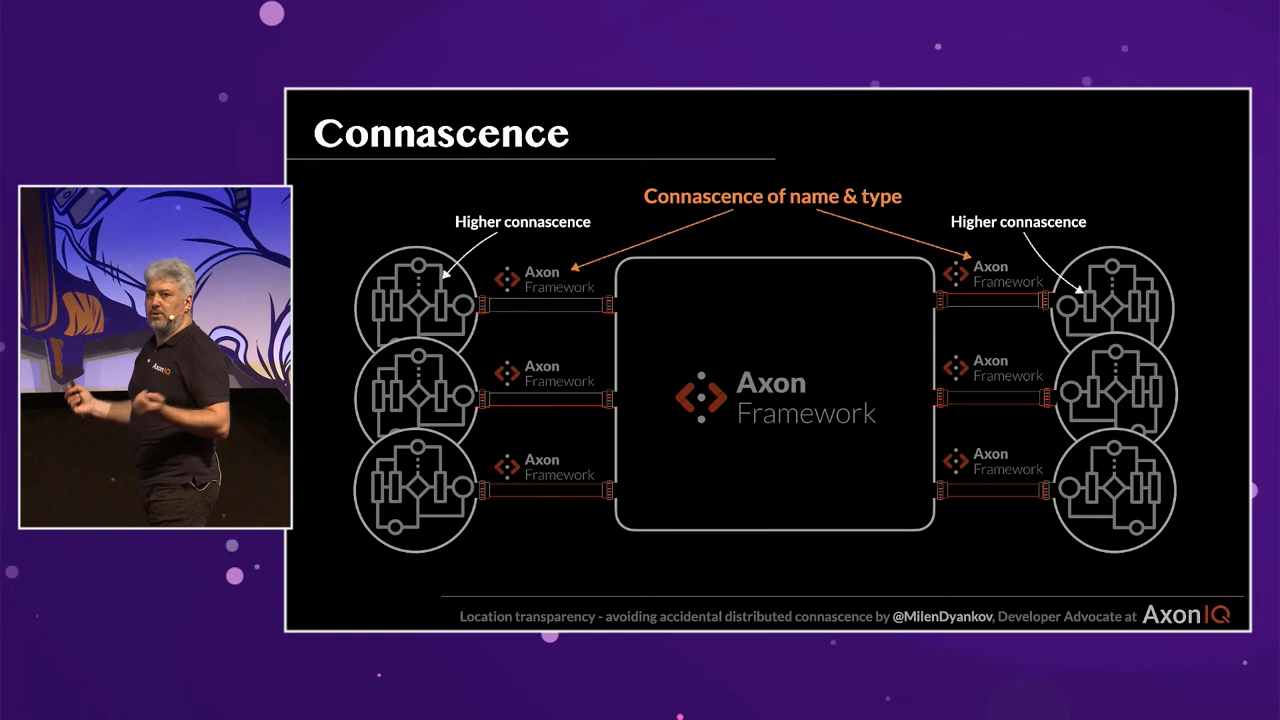 Connascence
Connascence of name & type
Higher connascence
Higher connascence
Axon
Framework
Axon
Framework
Axon
Framework
Axon
Framework
Axon
Framework
Axon
Framework
Axon
Framework
AxonIQ
Location transparency - avoiding accidental distributed connascence by @MilenDyankov, Developer Advocate at AxonIQ